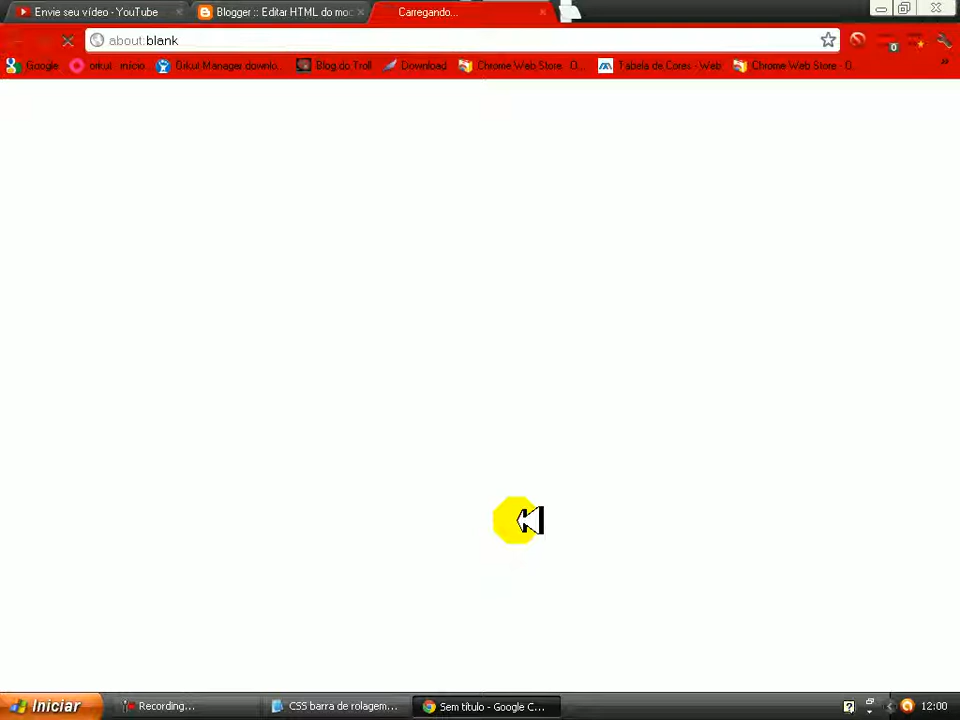 Envie seu vídeo - YouTube
Blogger :: Editar HTML do moc
Carregando...
about:blank
Google
orkut - início
Orkut Manager downlo...
Blog do Troll
Download
Chrome Web Store - O...
Tabela de Cores - Web
Chrome Web Store - O...
»
0
Iniciar
Recording...
CSS barra de rolagem...
Sem título - Google C...
12:00